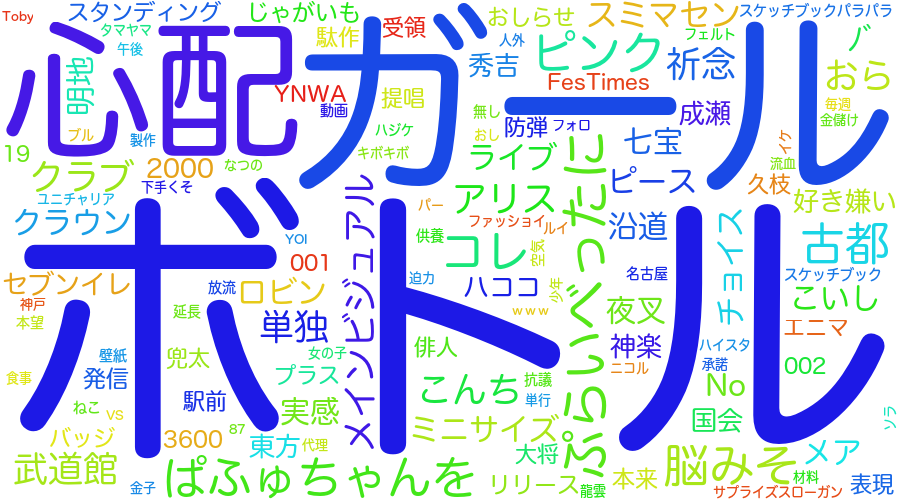 Toby
スタンディング
じゃがいも
おしらせ
スミマセン
スケッチブックパラパラ
タマヤマ
午後
心配
ガール
駄作
受領
人外
フェルト
ピンク
秀吉
祈念
おら
明地
YNWA
FesTimes
動画
提唱
無し
成瀬
毎週
金儲け
プル
製作
ハジケ
おし
防弾
フォロ
七宝
イケ
19
クラブ
2000
なつの
キボキボ
ライブ
流血
下手くそ
ピース
久枝
好き嫌い
ユニチャリア
クラウン
アリス
パー
ファッショイ
ルイ
沿道
古都
YOI
供養
コレ
空気
チョイス
ボトル
メインビジュアル
ぷらいべったに
001
セブンイレ
放流
ロビン
迫力
ハココ
少年
名古屋
スケッチブック
神戸
本望
延長
単独
www
夜叉
こいし
エニマ
壁紙
兜太
女の子
俳人
神楽
ハイスタ
ニコル
承諾
002
食事
発信
プラス
こんち
抗議
単行
No
ねこ
VS
駅前
実感
ミニサイズ
国会
ソラ
バッジ
3600
87
東方
代理
大将
メア
武道館
金子
ぱふゅちゃんを
リリース
龍雲
本来
脳みそ
材料
サプライズスローガン
表現